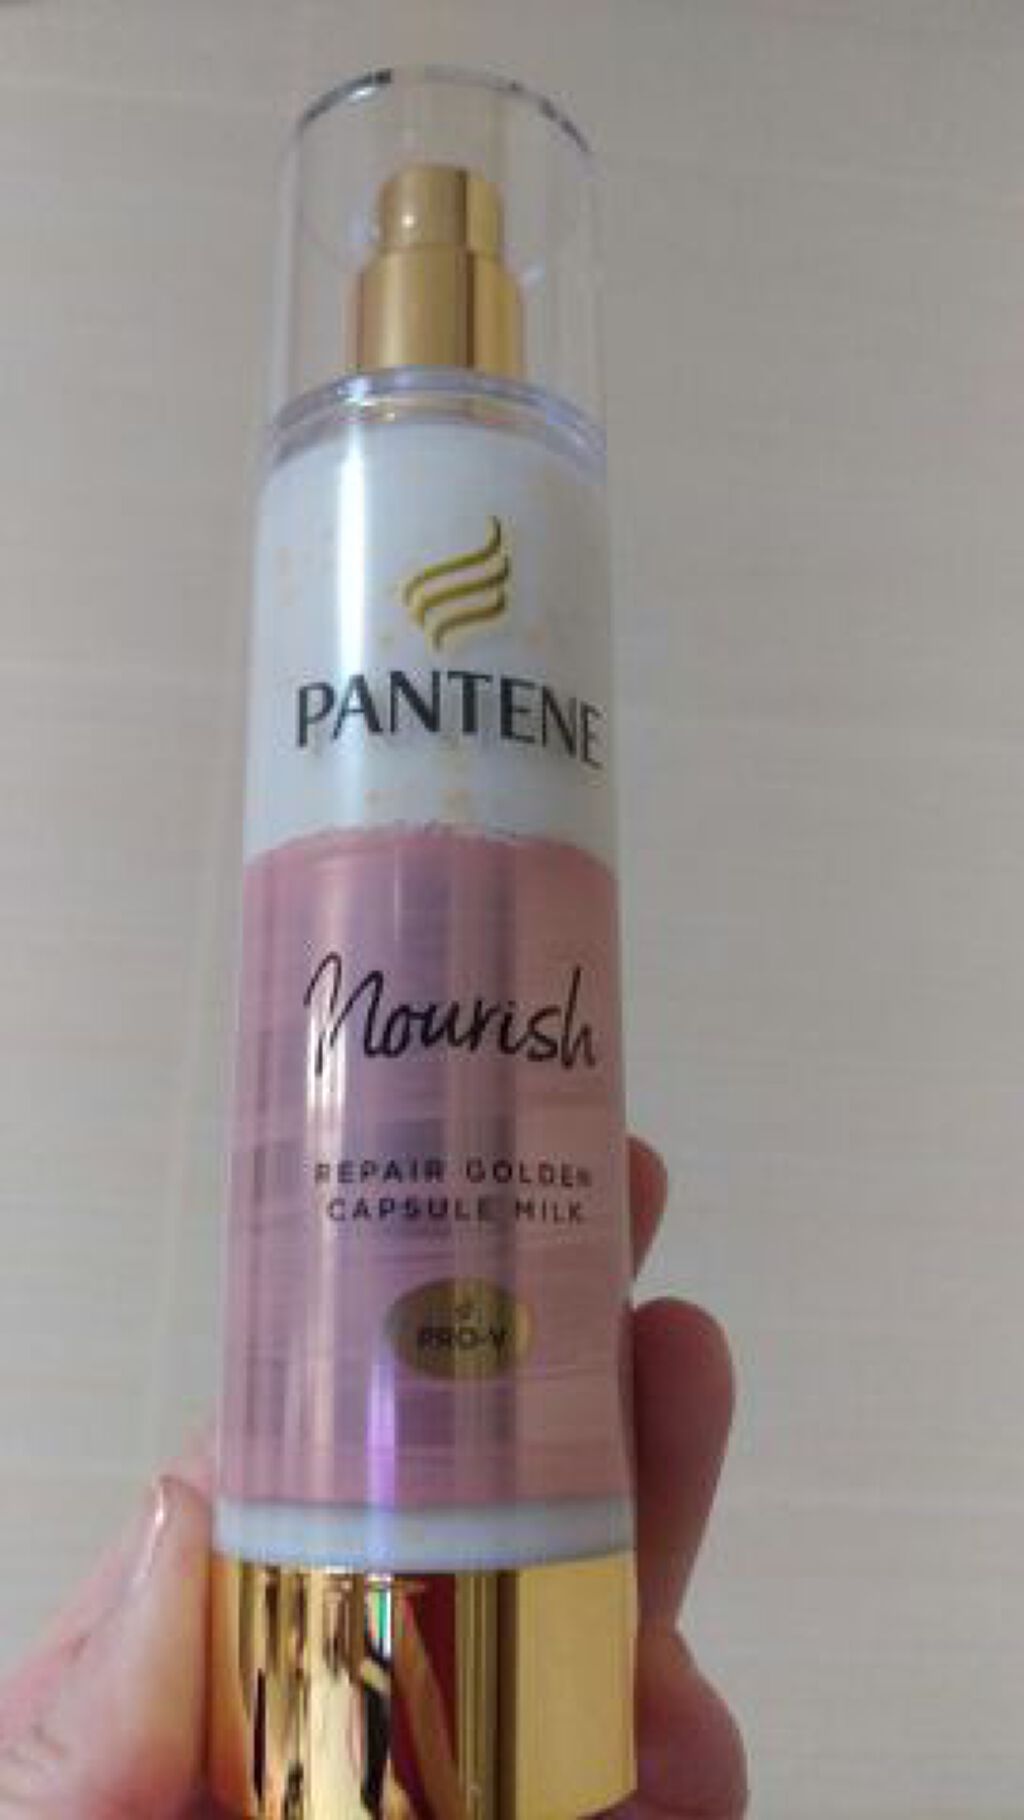 PANTENE
Nourish
REPAIR GOLDEN
CAPSULE MILK
PRO-V